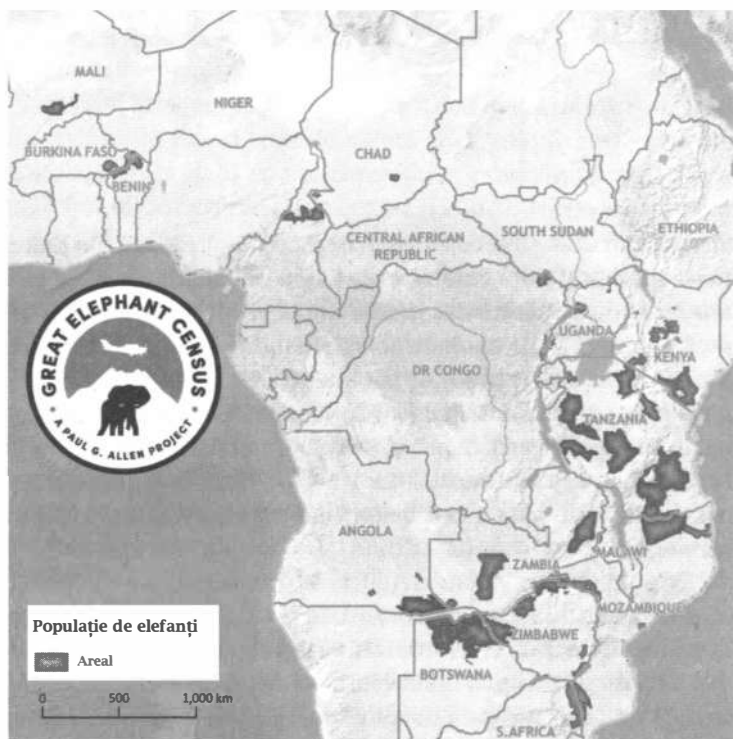 MALI
NIGER
BURKINA FASO
BENIN
CHAD
CENTRAL AFRICAN
REPUBLIC
SOUTH SUDAN
ETHIOPIA
GREAT ELEPHANT CENSUS
A PAUL G. ALLEN PROJECT
UGANDA
KENYA
DR CONGO
TANZANIA
ANGOLA
ZAMBIA
MALAWI
MOZAMBIQUE
ZIMBABWE
BOTSWANA
S.AFRICA
Populație de elefanți
Areal
0 500 1,000 km